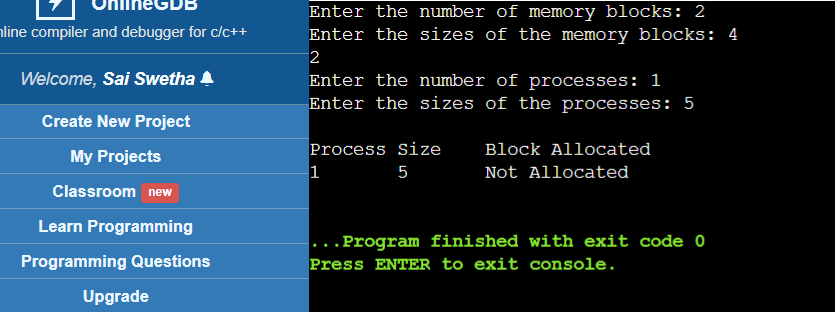 OnlineGDB
nline compiler and debugger for c/c++
Welcome, Sai Swetha
Create New Project
My Projects
Classroom new
Learn Programming
Programming Questions
Upgrade
Enter the number of memory blocks: 2
Enter the sizes of the memory blocks: 4
2
Enter the number of processes: 1
Enter the sizes of the processes: 5
Process Size Block Allocated
1 5 Not Allocated
...Program finished with exit code 0
Press ENTER to exit console.